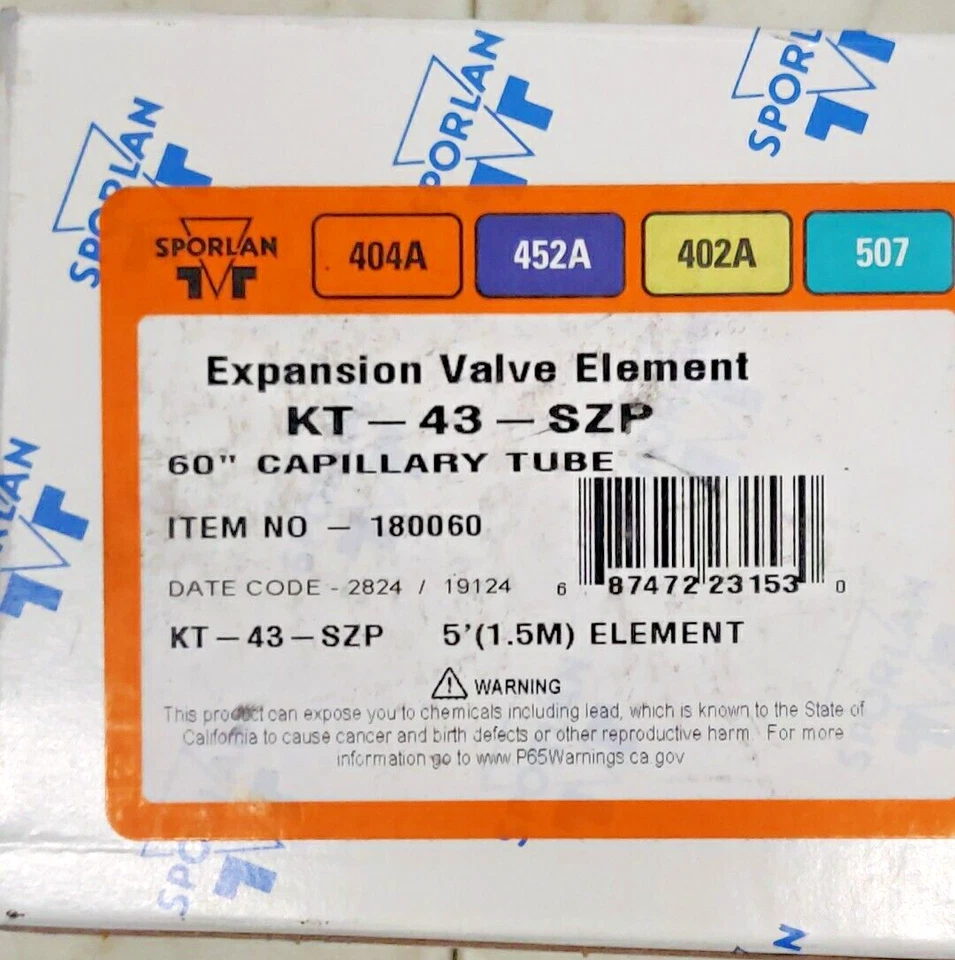 SPORLAN
SPORLAN
SPORLAN
SPORLAN
404A
452A
402A
507
Expansion Valve Element
KT – 43 – SZP
60" CAPILLARY TUBE
ITEM NO – 180060
DATE CODE - 2824 / 19124
6 87472 23153 0
KT – 43 – SZP 5'(1.5M) ELEMENT
WARNING
This product can expose you to chemicals including lead, which is known to the State of
California to cause cancer and birth defects or other reproductive harm. For more
information go to www.P65Warnings.ca.gov